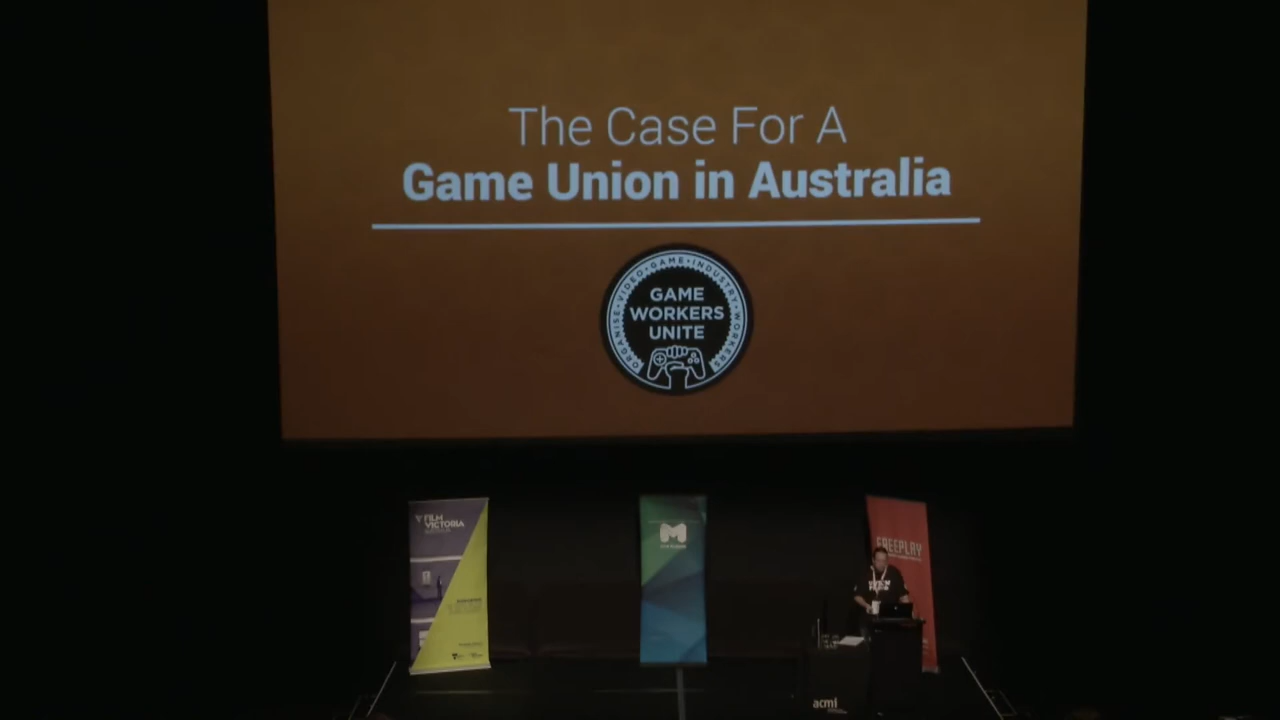 The Case For A
Game Union in Australia
ORGANISE • VIDEO • GAME • INDUSTRY • WORKERS
GAME
WORKERS
UNITE
FILM
VICTORIA
FREEPLAY
acmi